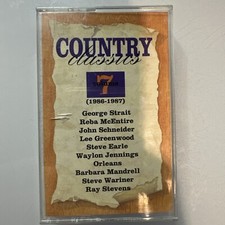 COUNTRY
classics
7
(1986-1987)
George Strait
Reba McEntire
John Schneider
Lee Greenwood
Steve Earle
Waylon Jennings
Orleans
Barbara Mandrell
Steve Wariner
Ray Stevens